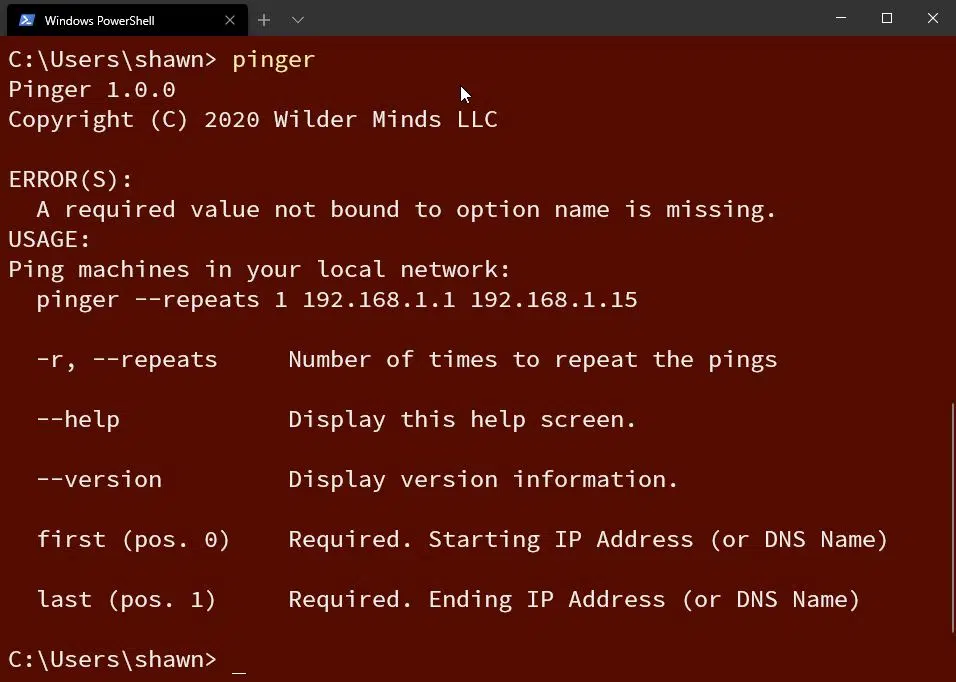 Windows PowerShell
C:\Users\shawn> pinger
Pinger 1.0.0
Copyright (C) 2020 Wilder Minds LLC
ERROR(S):
  A required value not bound to option name is missing.
USAGE:
Ping machines in your local network:
  pinger --repeats 1 192.168.1.1 192.168.1.15
  -r, --repeats     Number of times to repeat the pings
  --help            Display this help screen.
  --version         Display version information.
  first (pos. 0)    Required. Starting IP Address (or DNS Name)
  last (pos. 1)     Required. Ending IP Address (or DNS Name)
C:\Users\shawn> _